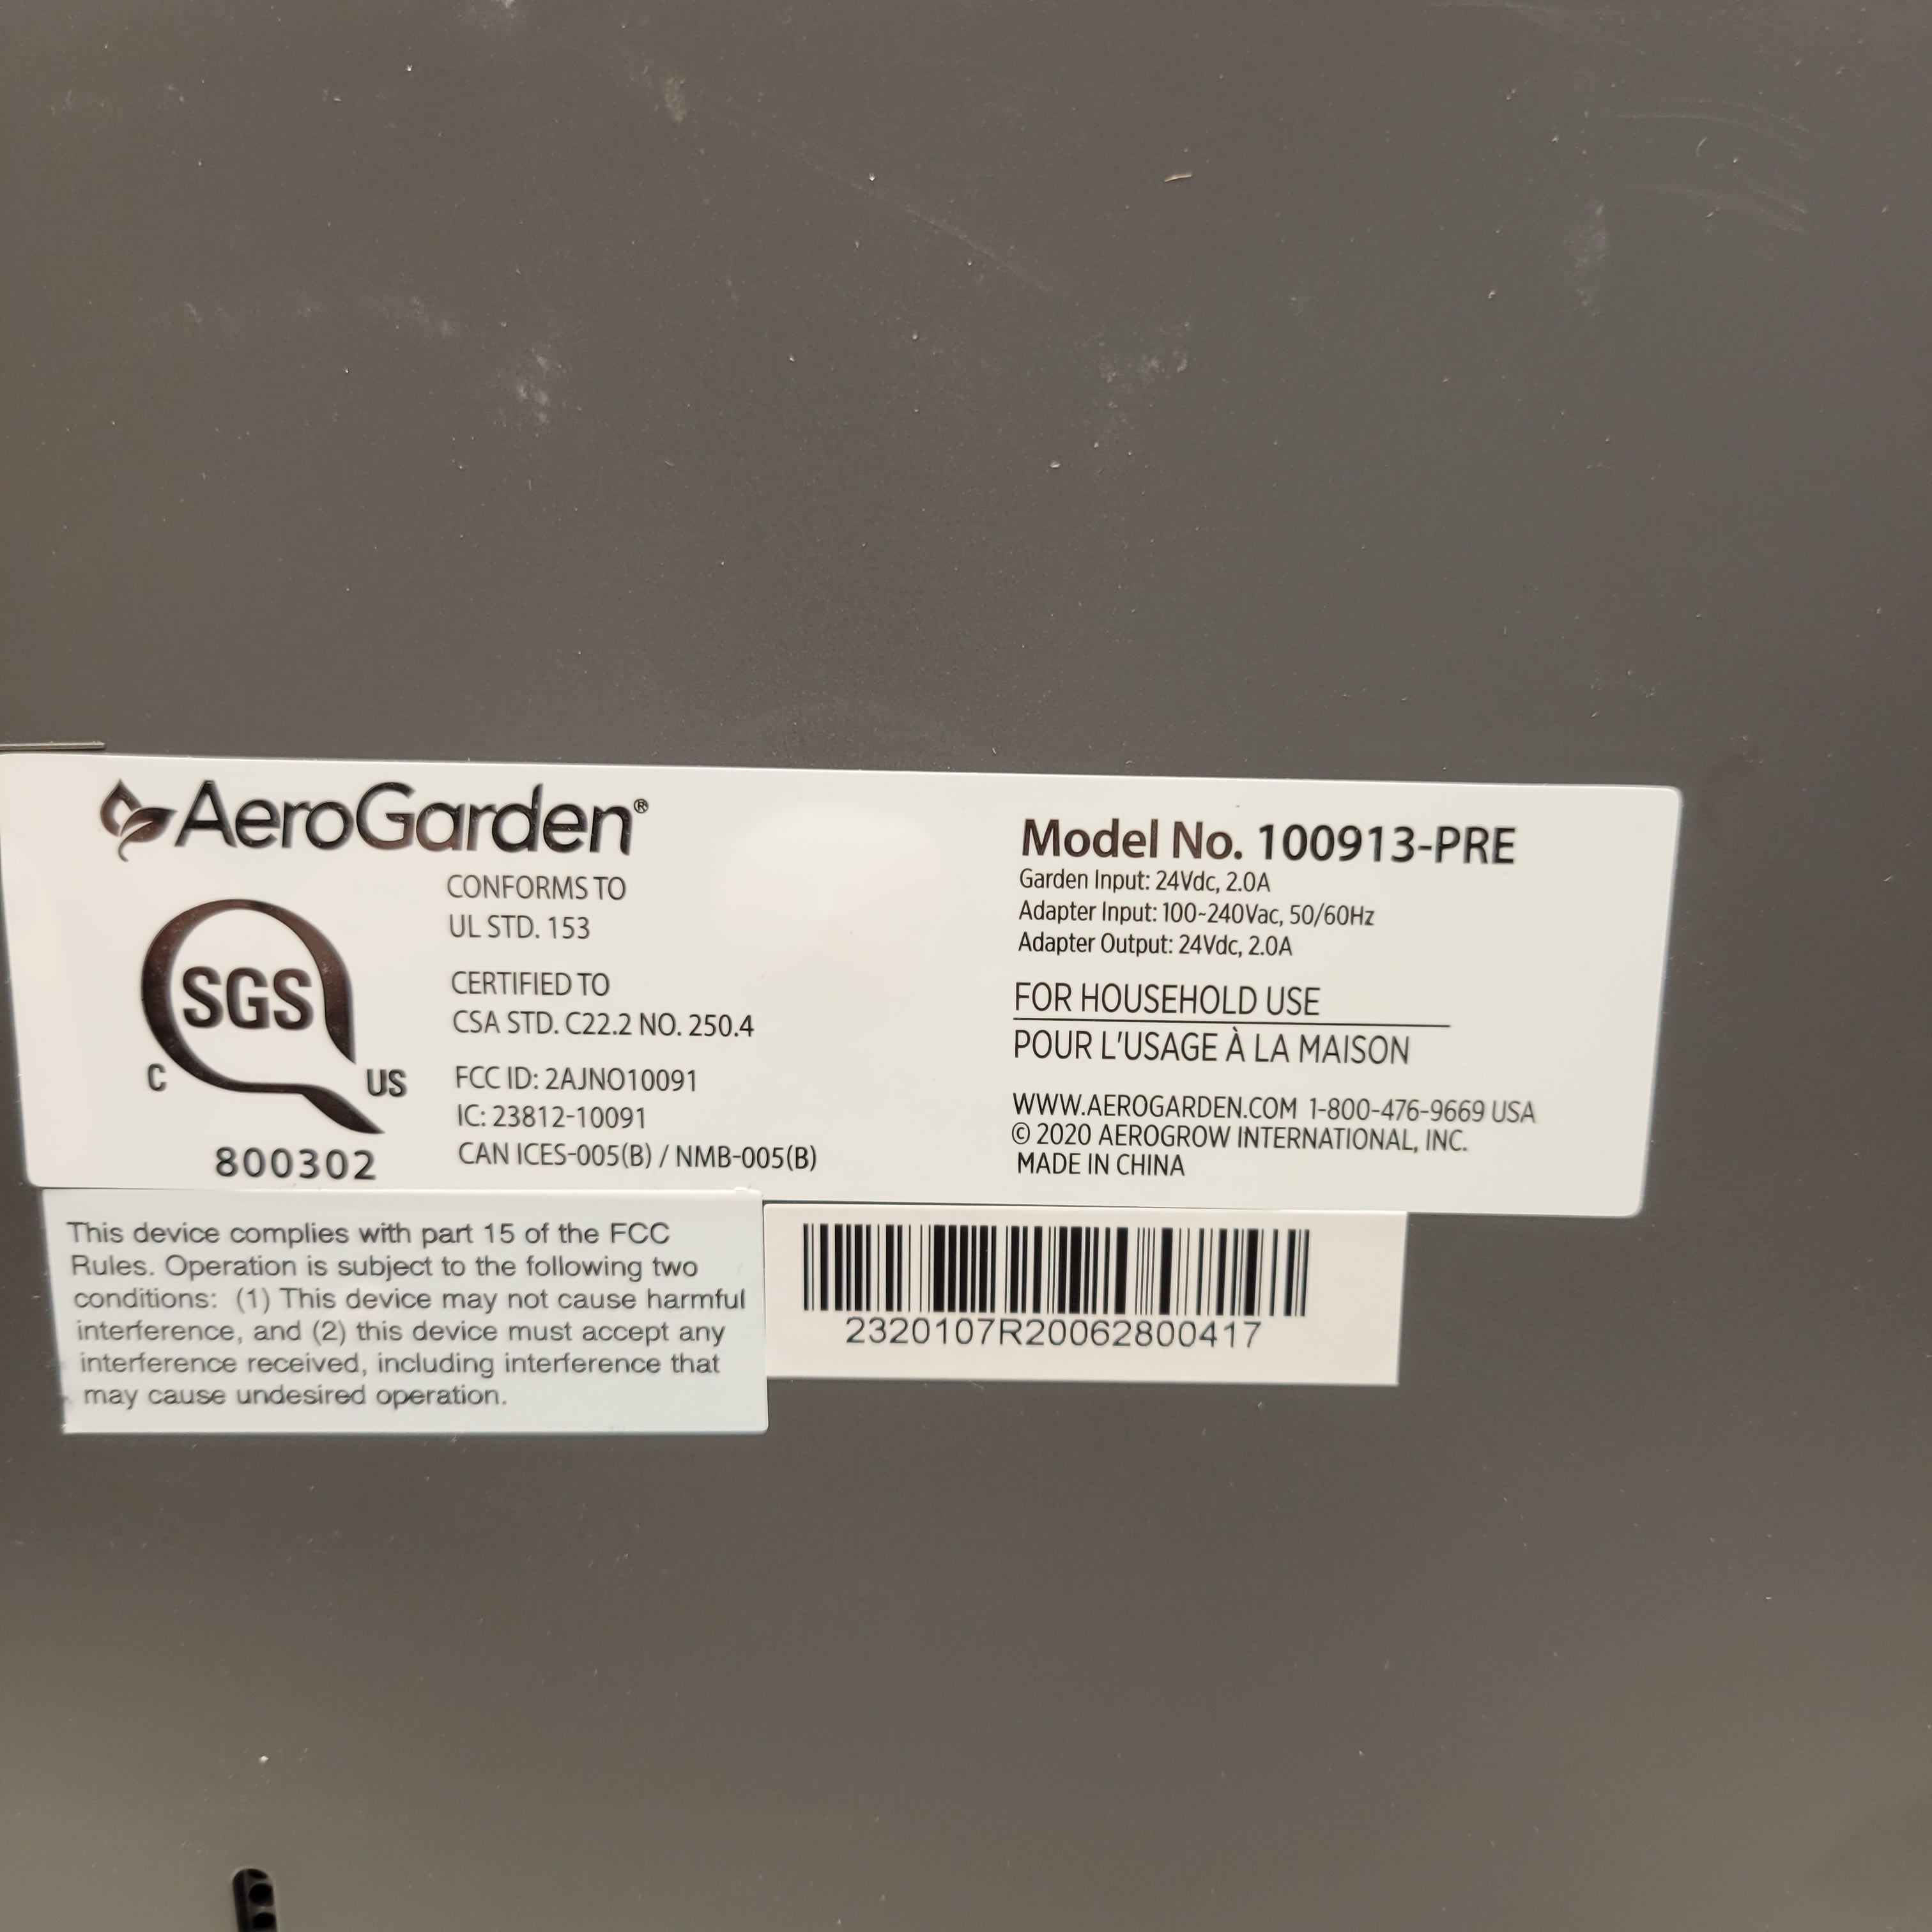 AeroGarden®
CONFORMS TO
UL STD. 153
SGS
C US
800302
CERTIFIED TO
CSA STD. C22.2 NO. 250.4
FCC ID: 2AJNO10091
IC: 23812-10091
CAN ICES-005(B) / NMB-005(B)
Model No. 100913-PRE
Garden Input: 24Vdc, 2.0A
Adapter Input: 100~240Vac, 50/60Hz
Adapter Output: 24Vdc, 2.0A
FOR HOUSEHOLD USE
POUR L'USAGE À LA MAISON
WWW.AEROGARDEN.COM 1-800-476-9669 USA
© 2020 AEROGROW INTERNATIONAL, INC.
MADE IN CHINA
This device complies with part 15 of the FCC
Rules. Operation is subject to the following two
conditions: (1) This device may not cause harmful
interference, and (2) this device must accept any
interference received, including interference that
may cause undesired operation.
2320107R20062800417